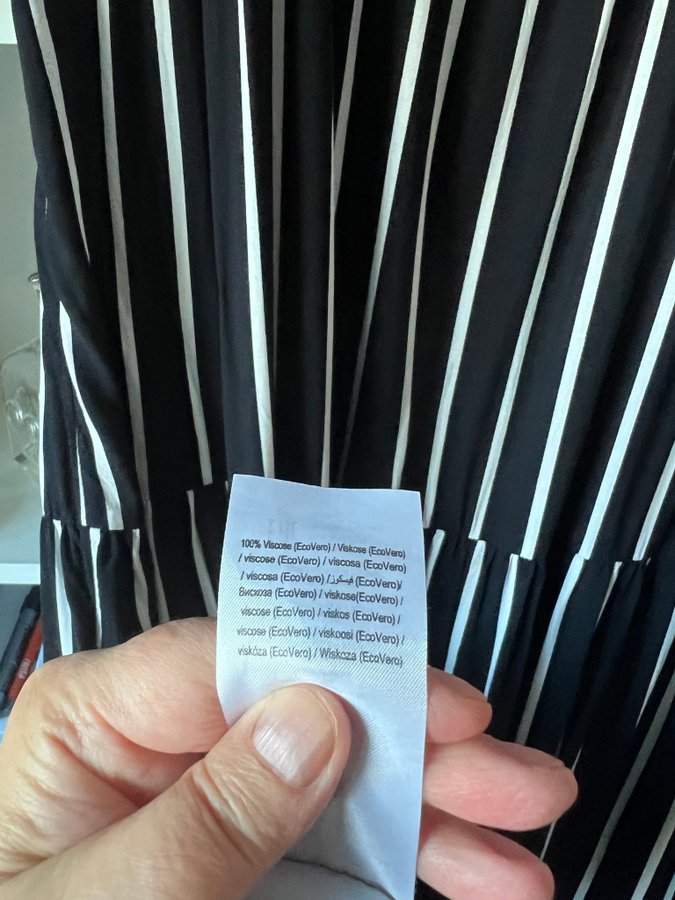 100% Viscose (EcoVero) / Viskose (EcoVero)
/ viscose (EcoVero) / viscosa (EcoVero)
/ viscosa (EcoVero) /فيسكوز (EcoVero)/
Вискоза (EcoVero) / viskose(EcoVero) /
viscose (EcoVero) / viskos (EcoVero) /
viscose (EcoVero) / viskoosi (EcoVero) /
viskóza (EcoVero) / Wiskoza (EcoVero)